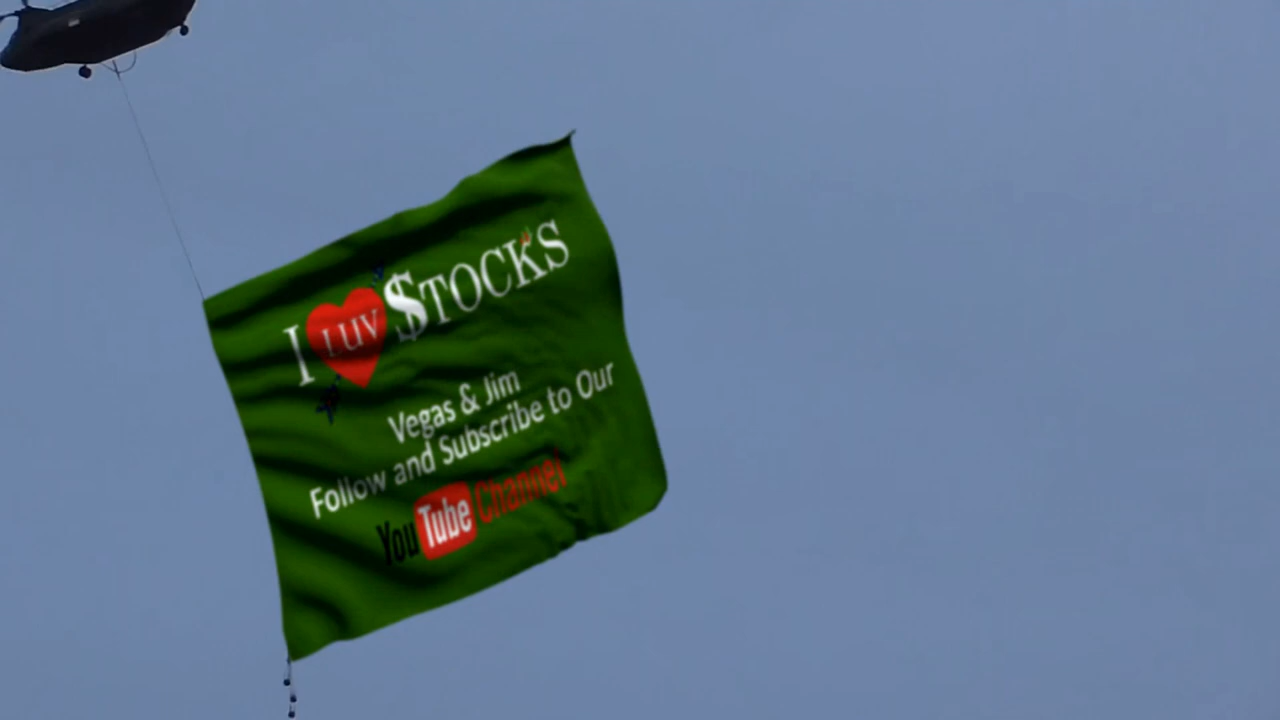 I LUV $TOCKS
Vegas & Jim
Follow and Subscribe to Our
YouTube Channel